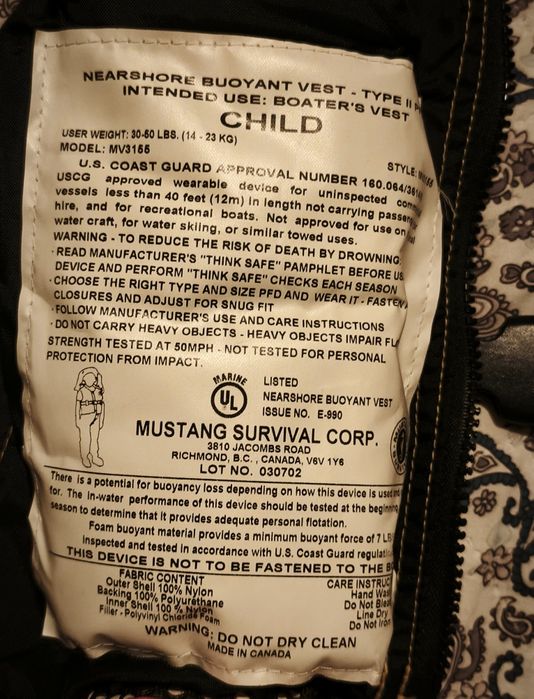 NEARSHORE BUOYANT VEST - TYPE II
INTENDED USE: BOATER'S VEST
CHILD
USER WEIGHT: 30-50 LBS. (14 - 23 KG)
MODEL: MV3155 STYLE:
U.S. COAST GUARD APPROVAL NUMBER 160.064/361
USCG approved wearable device for uninspected
vessels less than 40 feet (12m) in length not carrying
hire, and for recreational boats. Not approved for use on
water craft, for water skiing, or similar towed uses.
WARNING - TO REDUCE THE RISK OF DEATH BY DROWNING:
· READ MANUFACTURER'S "THINK SAFE" PAMPHLET BEFORE
DEVICE AND PERFORM "THINK SAFE" CHECKS EACH SEASON
· CHOOSE THE RIGHT TYPE AND SIZE PFD AND WEAR IT - FASTEN
CLOSURES AND ADJUST FOR SNUG FIT
· FOLLOW MANUFACTURER'S USE AND CARE INSTRUCTIONS
· DO NOT CARRY HEAVY OBJECTS - HEAVY OBJECTS IMPAIR
STRENGTH TESTED AT 50MPH - NOT TESTED FOR PERSONAL
PROTECTION FROM IMPACT.
MARINE
UL
LISTED
NEARSHORE BUOYANT VEST
ISSUE NO. E-990
MUSTANG SURVIVAL CORP.
3810 JACOMBS ROAD
RICHMOND, B.C., CANADA, V6V 1Y6
LOT NO. 030702
There is a potential for buoyancy loss depending on how this device is used and
for. The in-water performance of this device should be tested at the
season to determine that it provides adequate personal flotation.
Foam buoyant material provides a minimum buoyant force of 7
Inspected and tested in accordance with U.S. Coast Guard
THIS DEVICE IS NOT TO BE FASTENED TO THE
FABRIC CONTENT
Outer Shell 100% Nylon
Backing 100% Polyurethane
Inner Shell 100 % Nylon
Filler - Polyvinyl Chloride Foam
CARE
Hand Wash
Do Not
Line Dry
Do Not Iron
WARNING: DO NOT DRY CLEAN
MADE IN CANADA